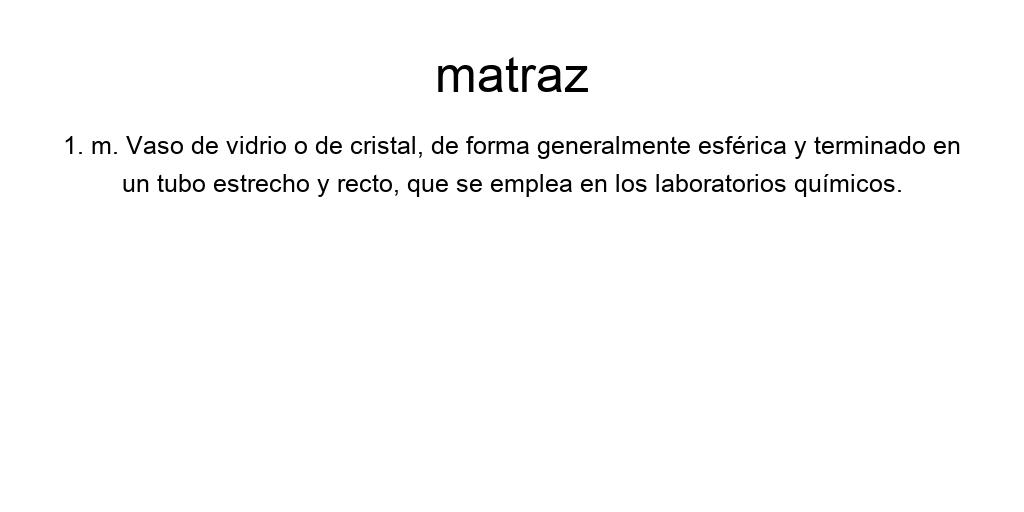 matraz
1. m. Vaso de vidrio o de cristal, de forma generalmente esférica y terminado en
un tubo estrecho y recto, que se emplea en los laboratorios químicos.